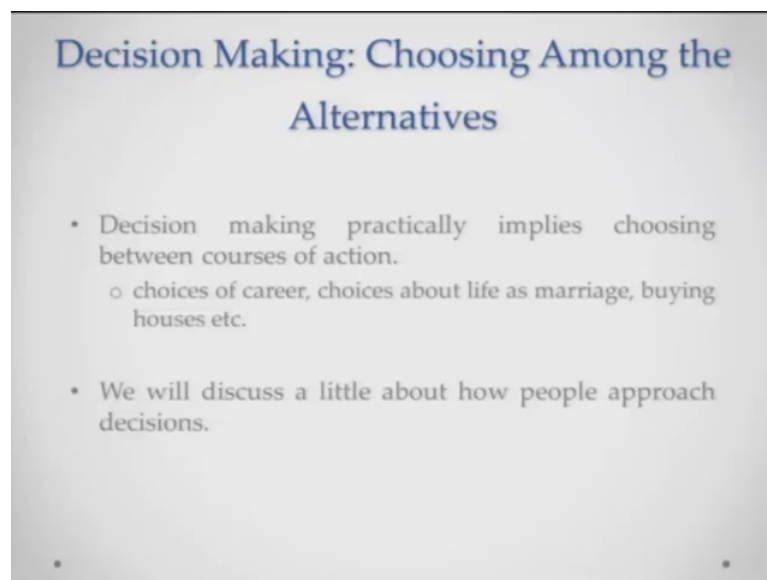 Decision Making: Choosing Among the
Alternatives
• Decision making practically implies choosing
between courses of action.
o choices of career, choices about life as marriage, buying
houses etc.
• We will discuss a little about how people approach
decisions.